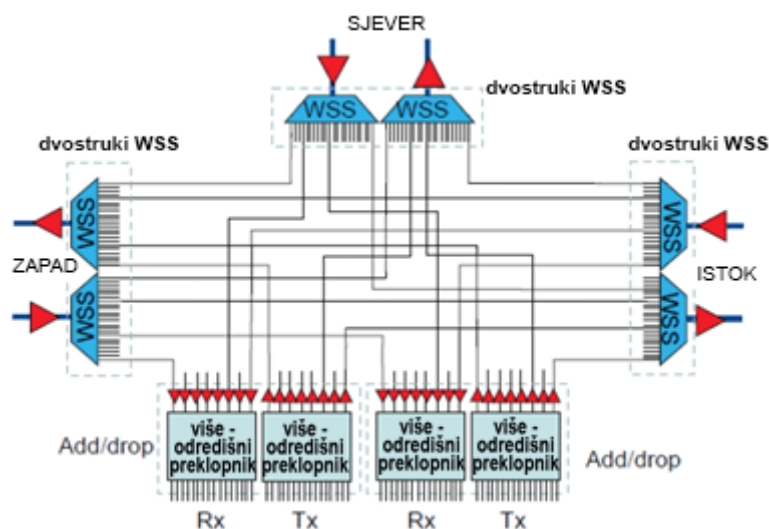 SJEVER
WSS
WSS
dvostruki WSS
dvostruki WSS
dvostruki WSS
WSS
WSS
ZAPAD
ISTOK
WSS
WSS
Add/drop
više -
odredišni
preklopnik
više -
odredišni
preklopnik
više -
odredišni
preklopnik
više -
odredišni
preklopnik
Add/drop
Rx
Tx
Rx
Tx